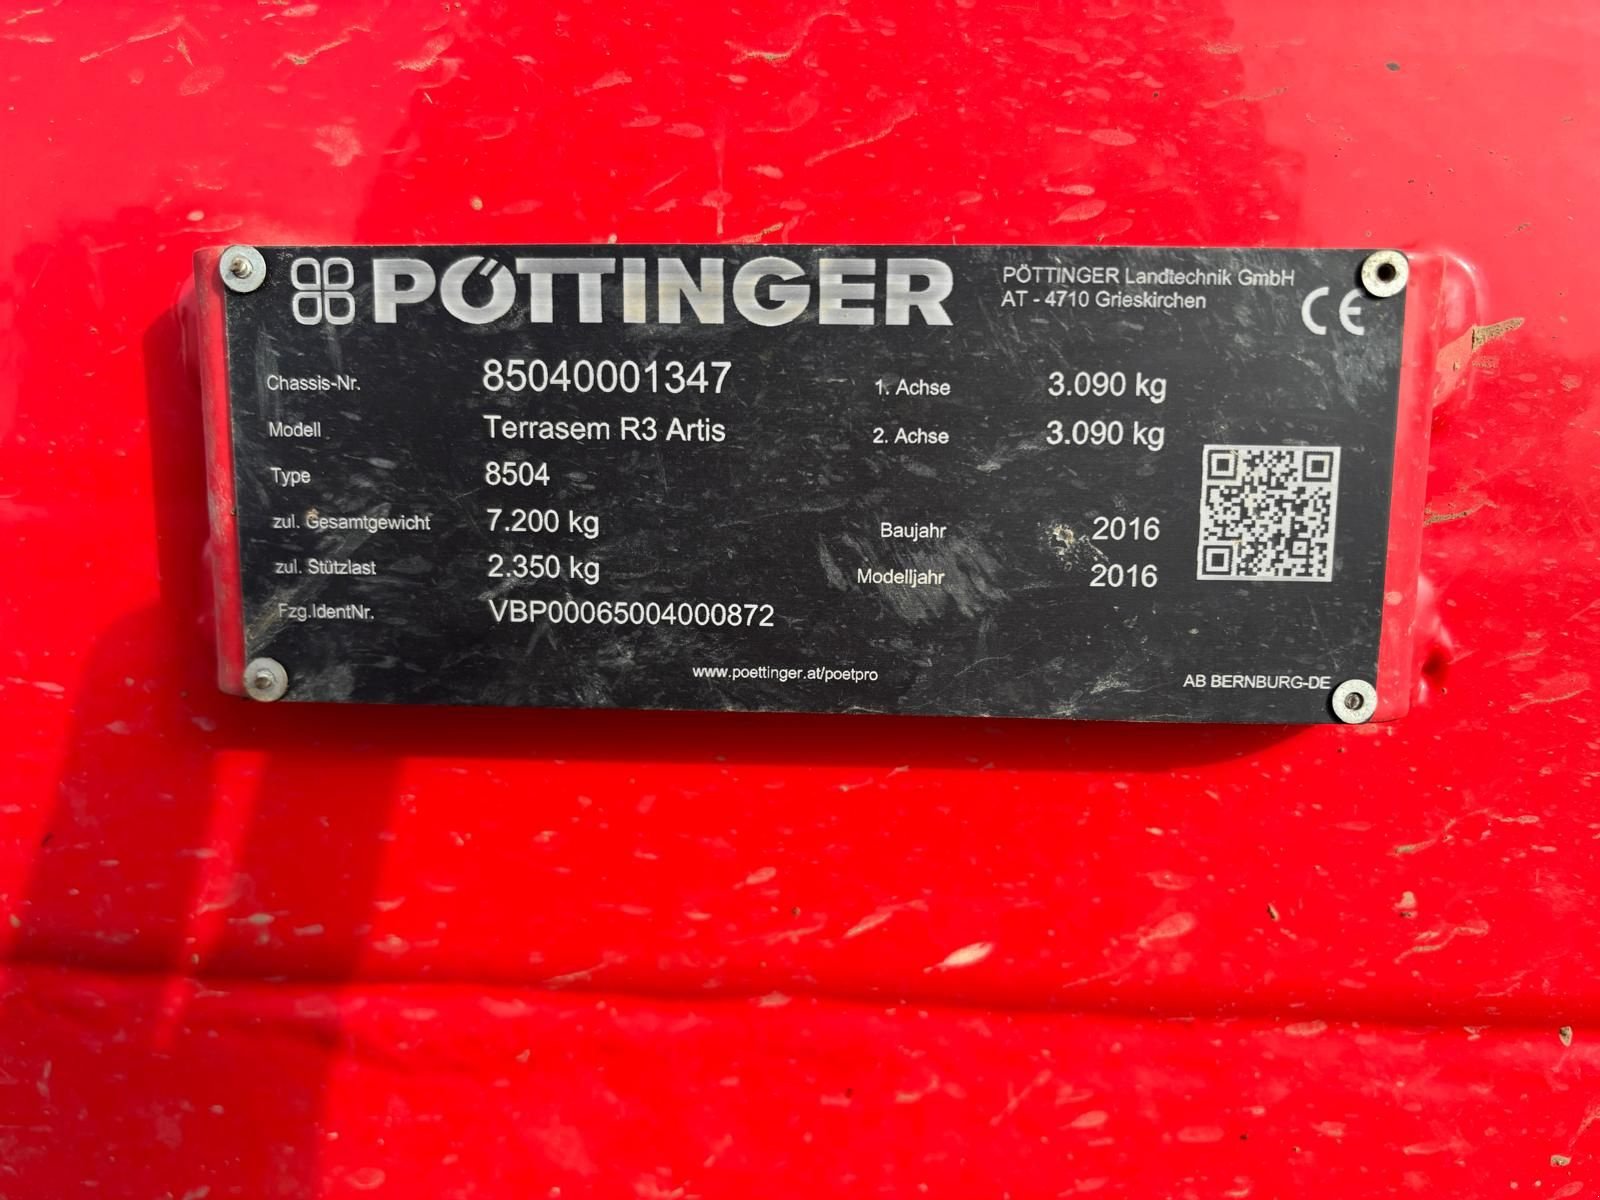 PÖTTINGER
PÖTTINGER Landtechnik GmbH
AT - 4710 Grieskirchen
CE
Chassis-Nr. 85040001347 1. Achse 3.090 kg
Modell Terrasem R3 Artis 2. Achse 3.090 kg
Type 8504
zul. Gesamtgewicht 7.200 kg Baujahr 2016
zul. Stützlast 2.350 kg Modelljahr 2016
Fzg.IdentNr. VBP00065004000872
www.poettinger.at/poetpro
AB BERNBURG-DE